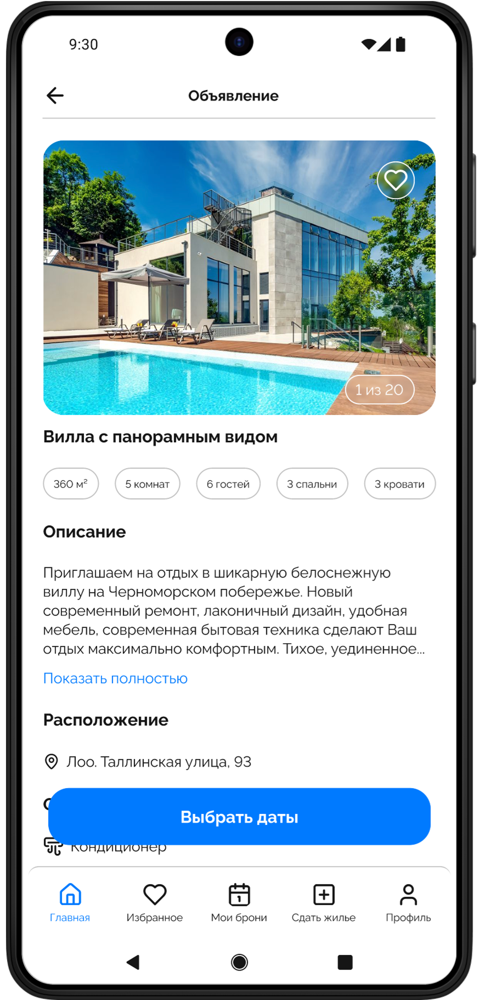 9:30
Объявление
1 из 20
Вилла с панорамным видом
360 м²
5 комнат
6 гостей
3 спальни
3 кровати
Описание
Приглашаем на отдых в шикарную белоснежную
виллу на Черноморском побережье. Новый
современный ремонт, лаконичный дизайн, удобная
мебель, современная бытовая техника сделают Ваш
отдых максимально комфортным. Тихое, уединенное...
Показать полностью
Расположение
Лоо. Таллинская улица, 93
Выбрать даты
Кондиционер
Главная
Избранное
1
Мои брони
Сдать жилье
Профиль